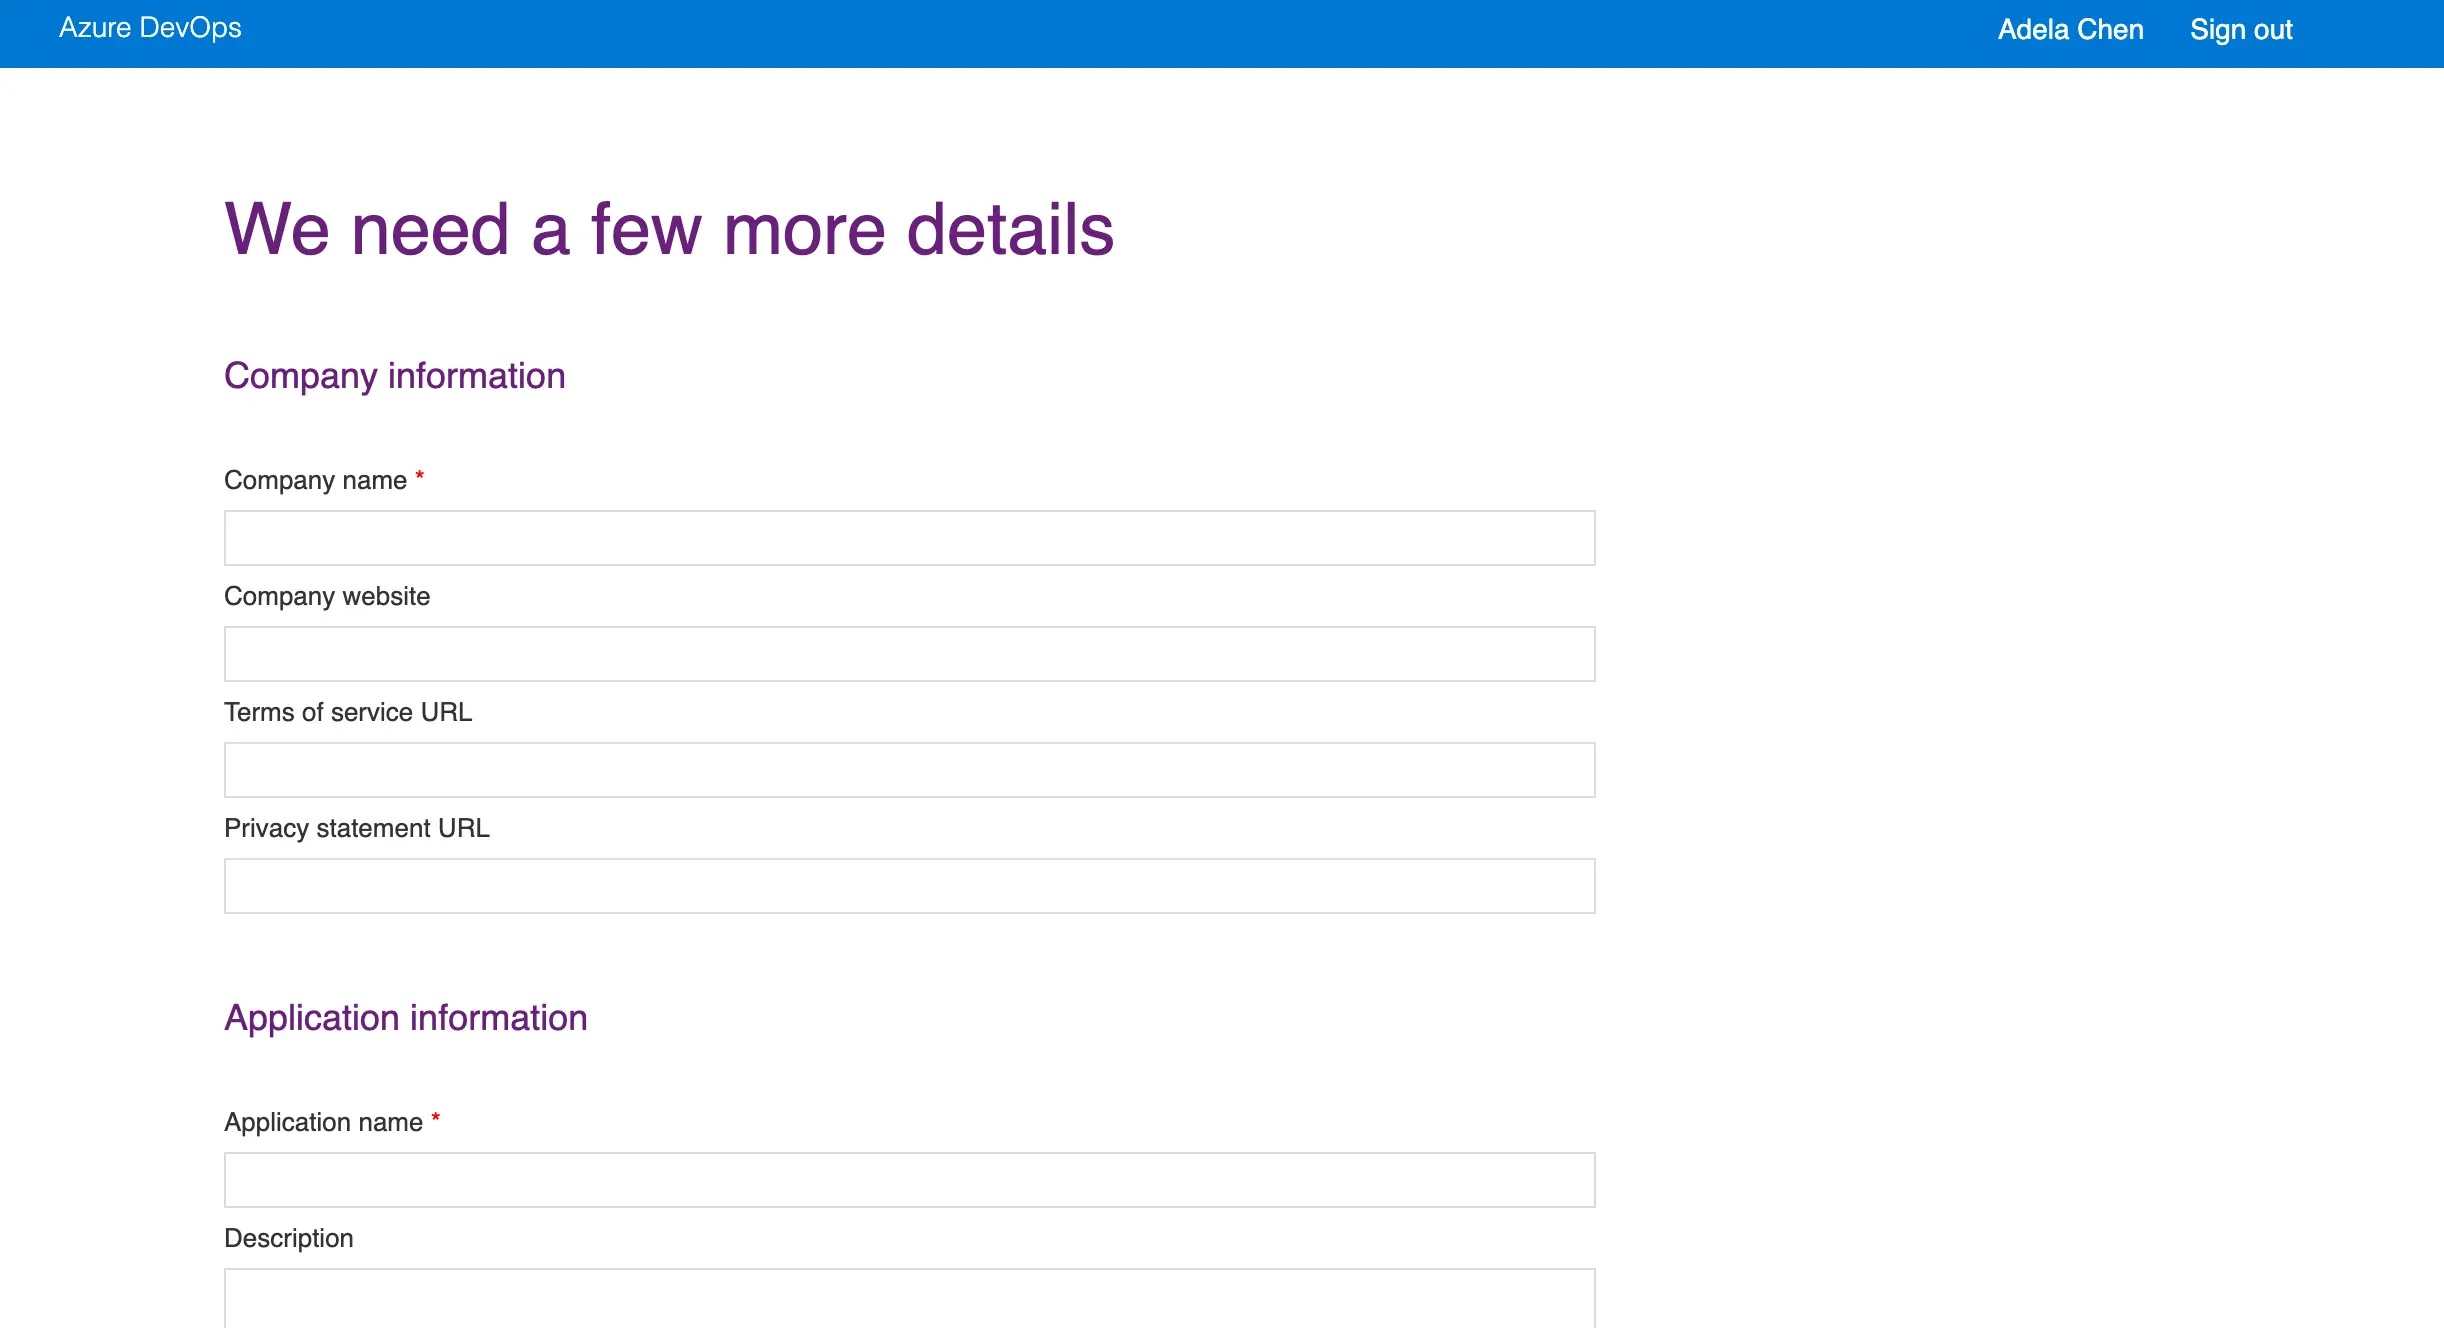 Azure DevOps
Adela Chen
Sign out
We need a few more details
Company information
Company name *
Company website
Terms of service URL
Privacy statement URL
Application information
Application name *
Description